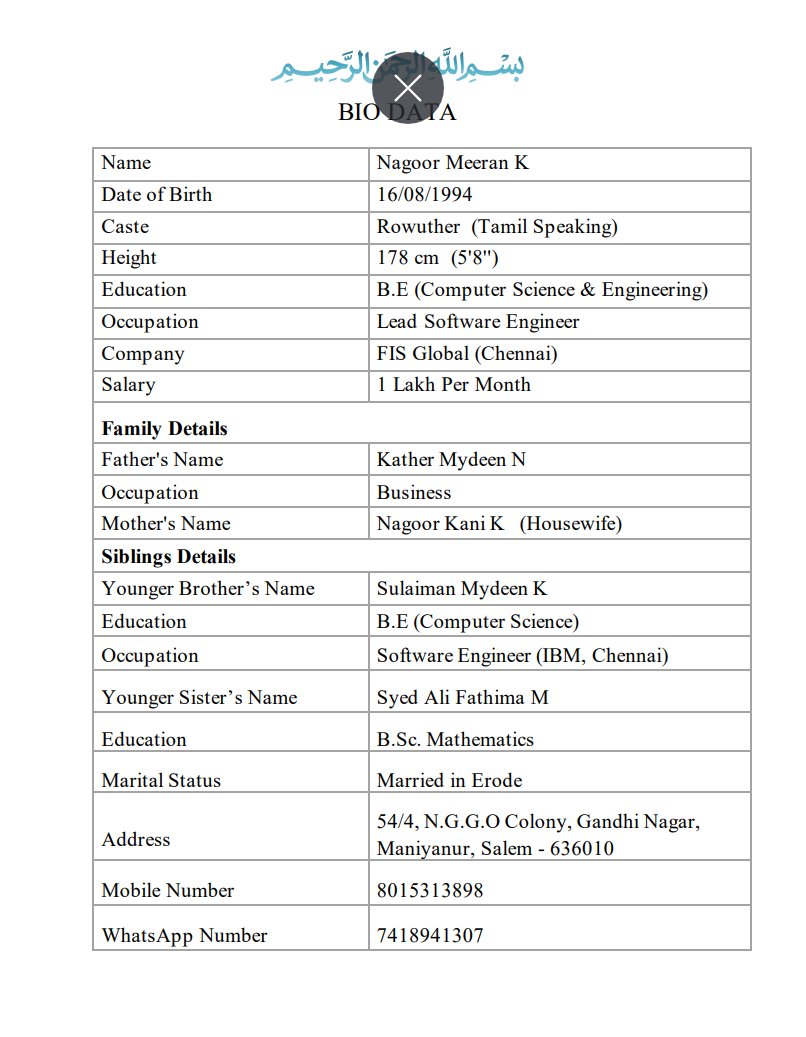 بسم الله الرحمن الرحيم
BIO DATA
Name Nagoor Meeran K
Date of Birth 16/08/1994
Caste Rowuther (Tamil Speaking)
Height 178 cm (5'8")
Education B.E (Computer Science & Engineering)
Occupation Lead Software Engineer
Company FIS Global (Chennai)
Salary 1 Lakh Per Month
Family Details
Father's Name Kather Mydeen N
Occupation Business
Mother's Name Nagoor Kani K (Housewife)
Siblings Details
Younger Brother’s Name Sulaiman Mydeen K
Education B.E (Computer Science)
Occupation Software Engineer (IBM, Chennai)
Younger Sister’s Name Syed Ali Fathima M
Education B.Sc. Mathematics
Marital Status Married in Erode
Address 54/4, N.G.G.O Colony, Gandhi Nagar,
Maniyanur, Salem - 636010
Mobile Number 8015313898
WhatsApp Number 7418941307